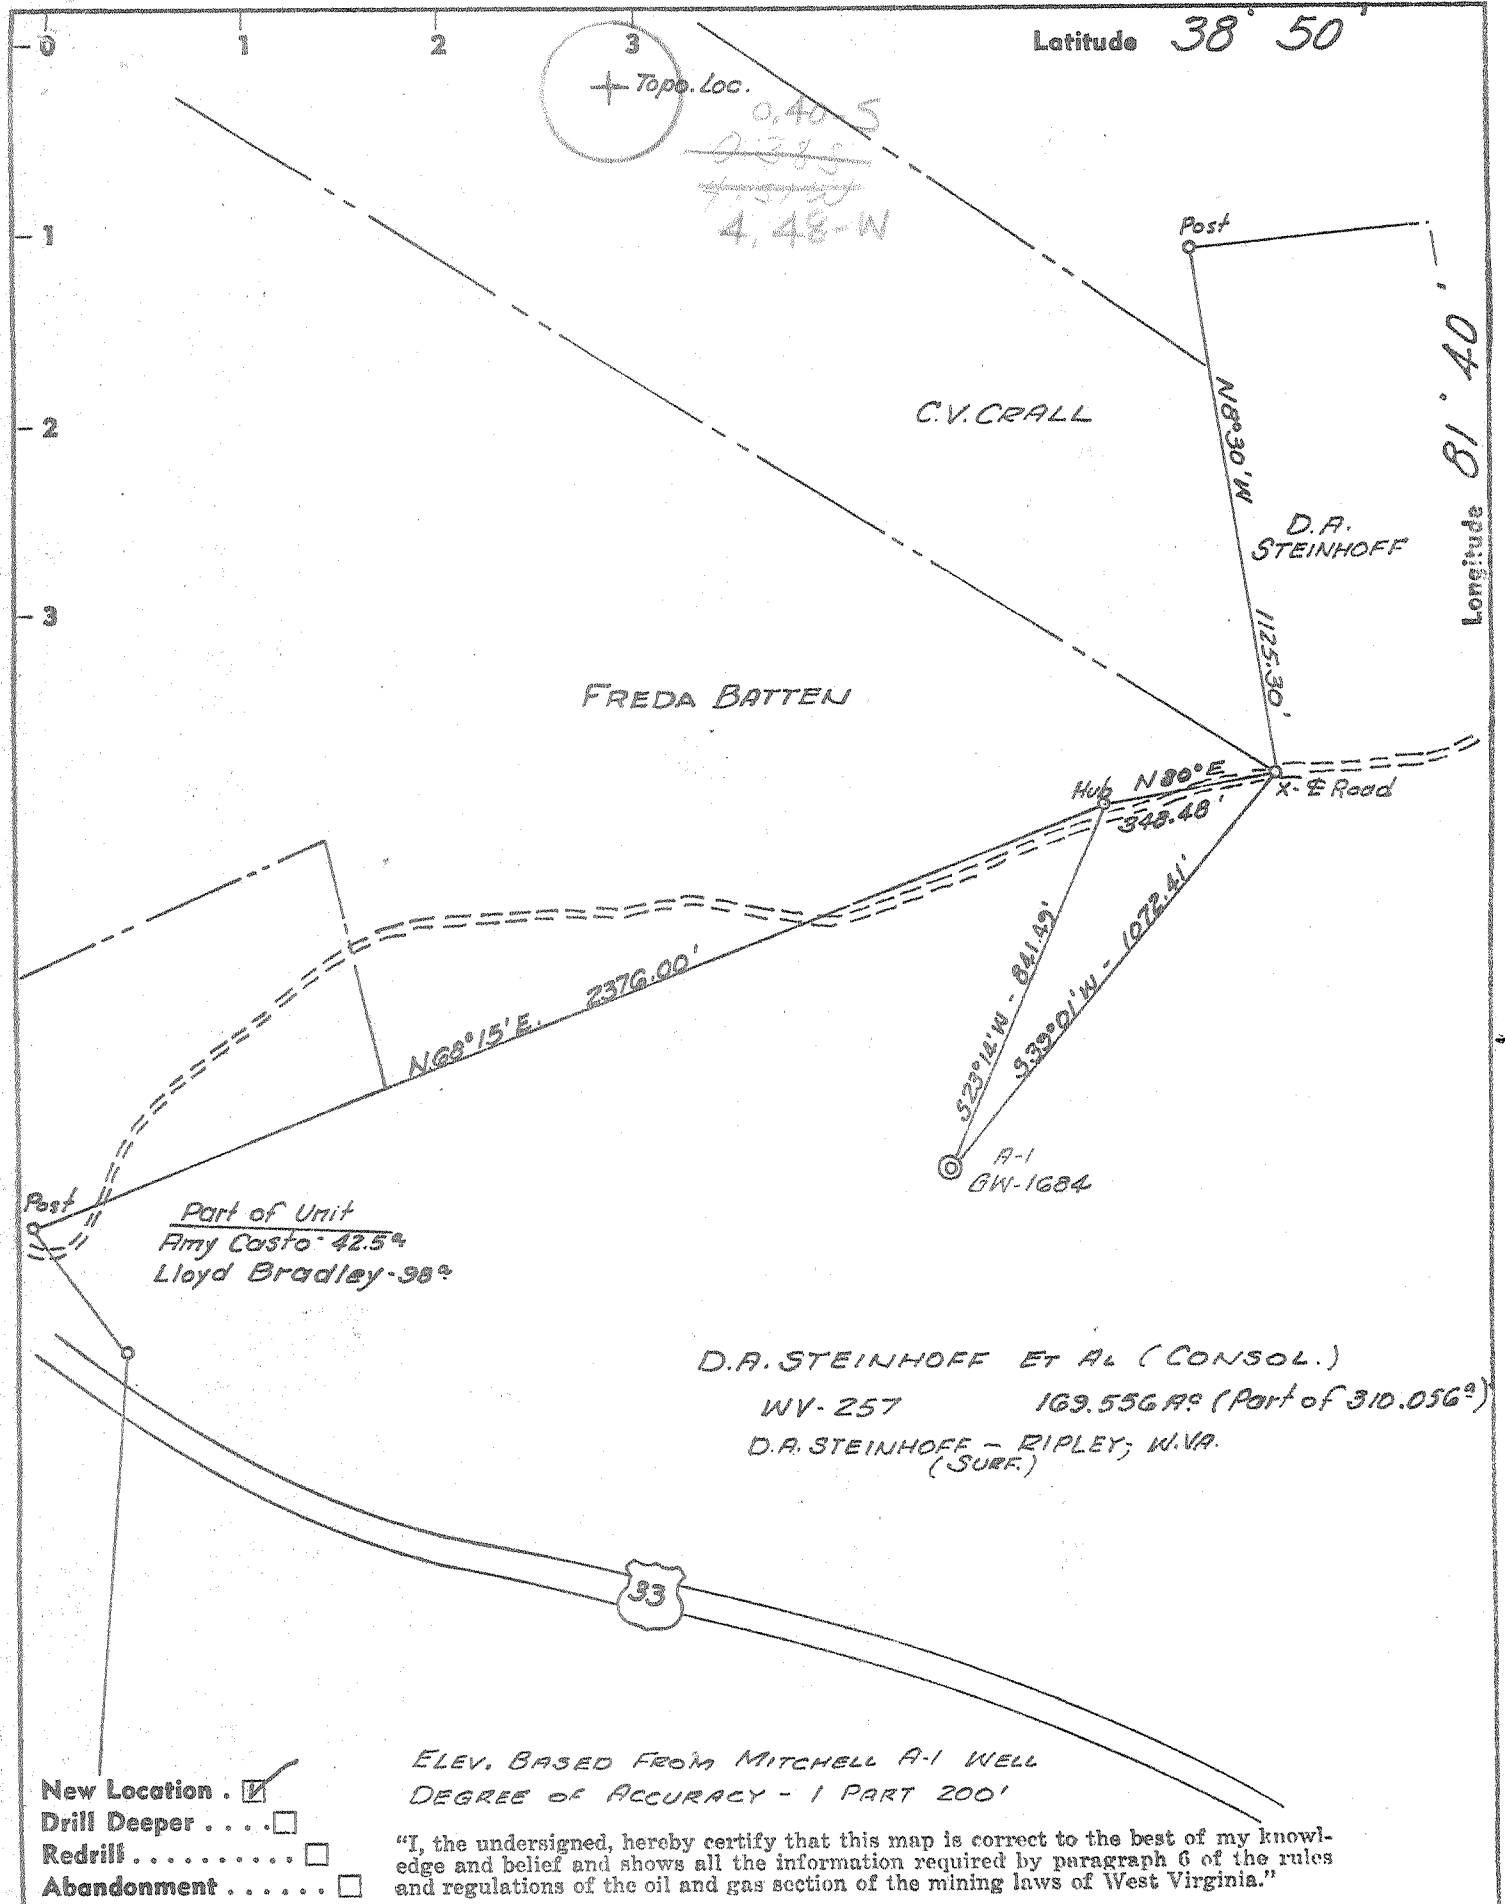 0 1 2 3
Latitude 38° 50'
Topo. Loc.
0.40-S
4.48-W
1
2
3
Post
Longitude 81° 40'
C.V. CRALL
N8°30'W
1125.30'
D.A.
STEINHOFF
FREDA BATTEN
Hub
N80°E
348.48'
X-℄ Road
N.68°15'E. 2376.00'
S23°14'W - 841.49'
S39°01'W - 1072.41'
A-1
GW-1684
Post
Part of Unit
Amy Casto - 42.5ª
Lloyd Bradley - 98ª
D.A. STEINHOFF ET AL (CONSOL.)
WV-257 169.556 Aᶜ (Part of 310.056ª)
D.A. STEINHOFF – RIPLEY, W.VA.
(SURF.)
33
ELEV. BASED FROM MITCHELL A-1 WELL
DEGREE OF ACCURACY - 1 PART 200'
New Location .
Drill Deeper ....
Redrill ..........
Abandonment ......
“I, the undersigned, hereby certify that this map is correct to the best of my knowl-
edge and belief and shows all the information required by paragraph 6 of the rules
and regulations of the oil and gas section of the mining laws of West Virginia.”